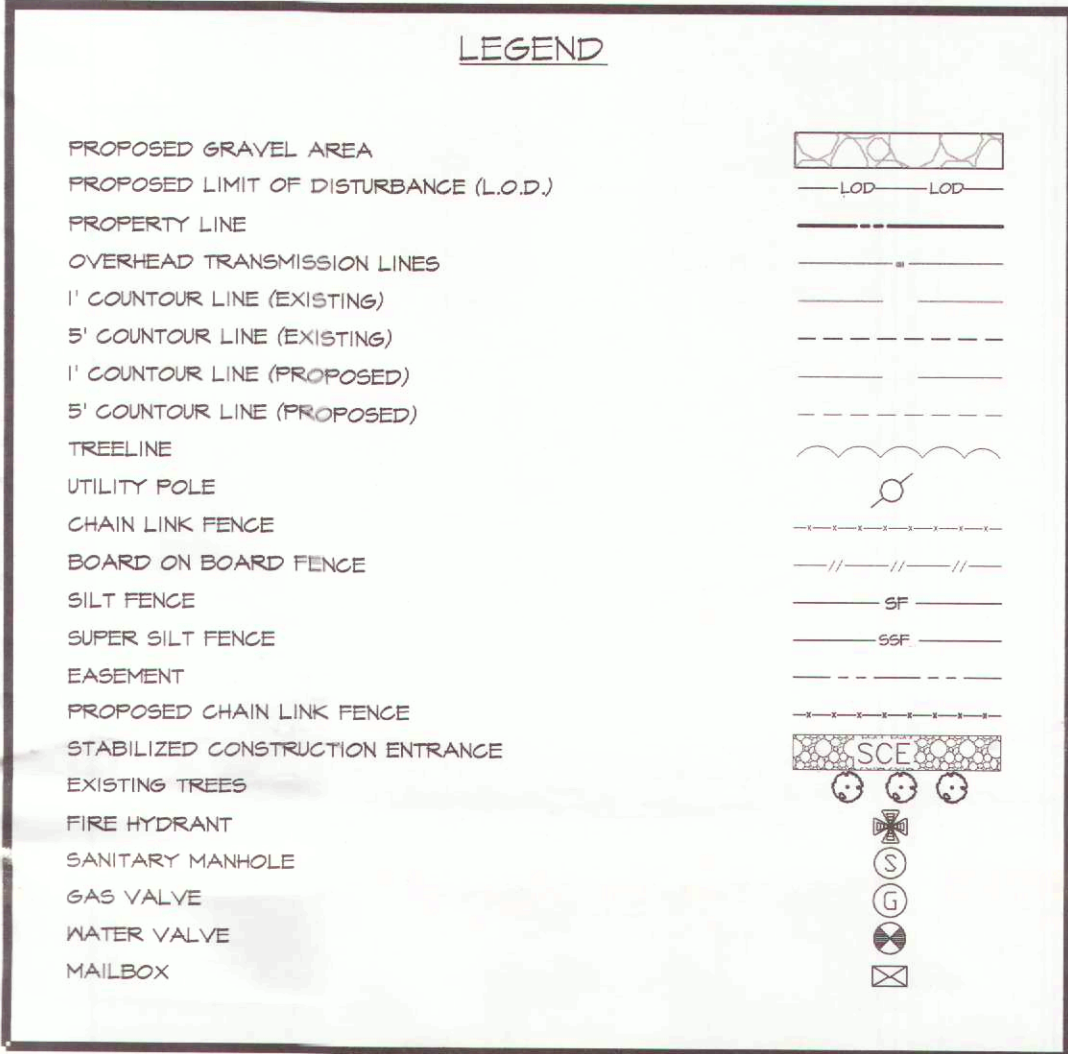 LEGEND
PROPOSED GRAVEL AREA
PROPOSED LIMIT OF DISTURBANCE (L.O.D.) LOD LOD
PROPERTY LINE
OVERHEAD TRANSMISSION LINES
1' COUNTOUR LINE (EXISTING)
5' COUNTOUR LINE (EXISTING)
1' COUNTOUR LINE (PROPOSED)
5' COUNTOUR LINE (PROPOSED)
TREELINE
UTILITY POLE
CHAIN LINK FENCE x x x x x x x
BOARD ON BOARD FENCE // // //
SILT FENCE SF
SUPER SILT FENCE SSF
EASEMENT
PROPOSED CHAIN LINK FENCE x x x x x x x
STABILIZED CONSTRUCTION ENTRANCE SCE
EXISTING TREES
FIRE HYDRANT
SANITARY MANHOLE S
GAS VALVE G
WATER VALVE
MAILBOX